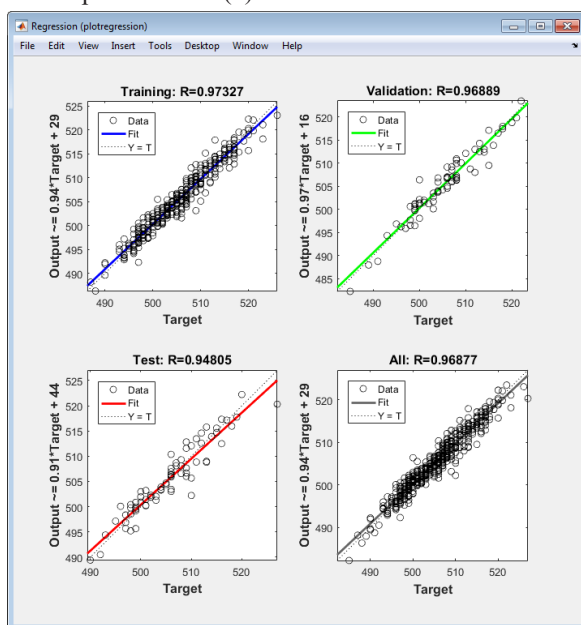 Regression (plotregression)
File Edit View Insert Tools Desktop Window Help
Training: R=0.97327
Output ~= 0.94*Target + 29
525
520
515
510
505
500
495
490
Data
Fit
Y = T
490 500 510 520
Target
Validation: R=0.96889
Output ~= 0.97*Target + 16
520
515
510
505
500
495
490
485
Data
Fit
Y = T
490 500 510 520
Target
Test: R=0.94805
Output ~= 0.91*Target + 44
525
520
515
510
505
500
495
490
Data
Fit
Y = T
490 500 510 520
Target
All: R=0.96877
Output ~= 0.94*Target + 29
520
510
500
490
Data
Fit
Y = T
490 500 510 520
Target